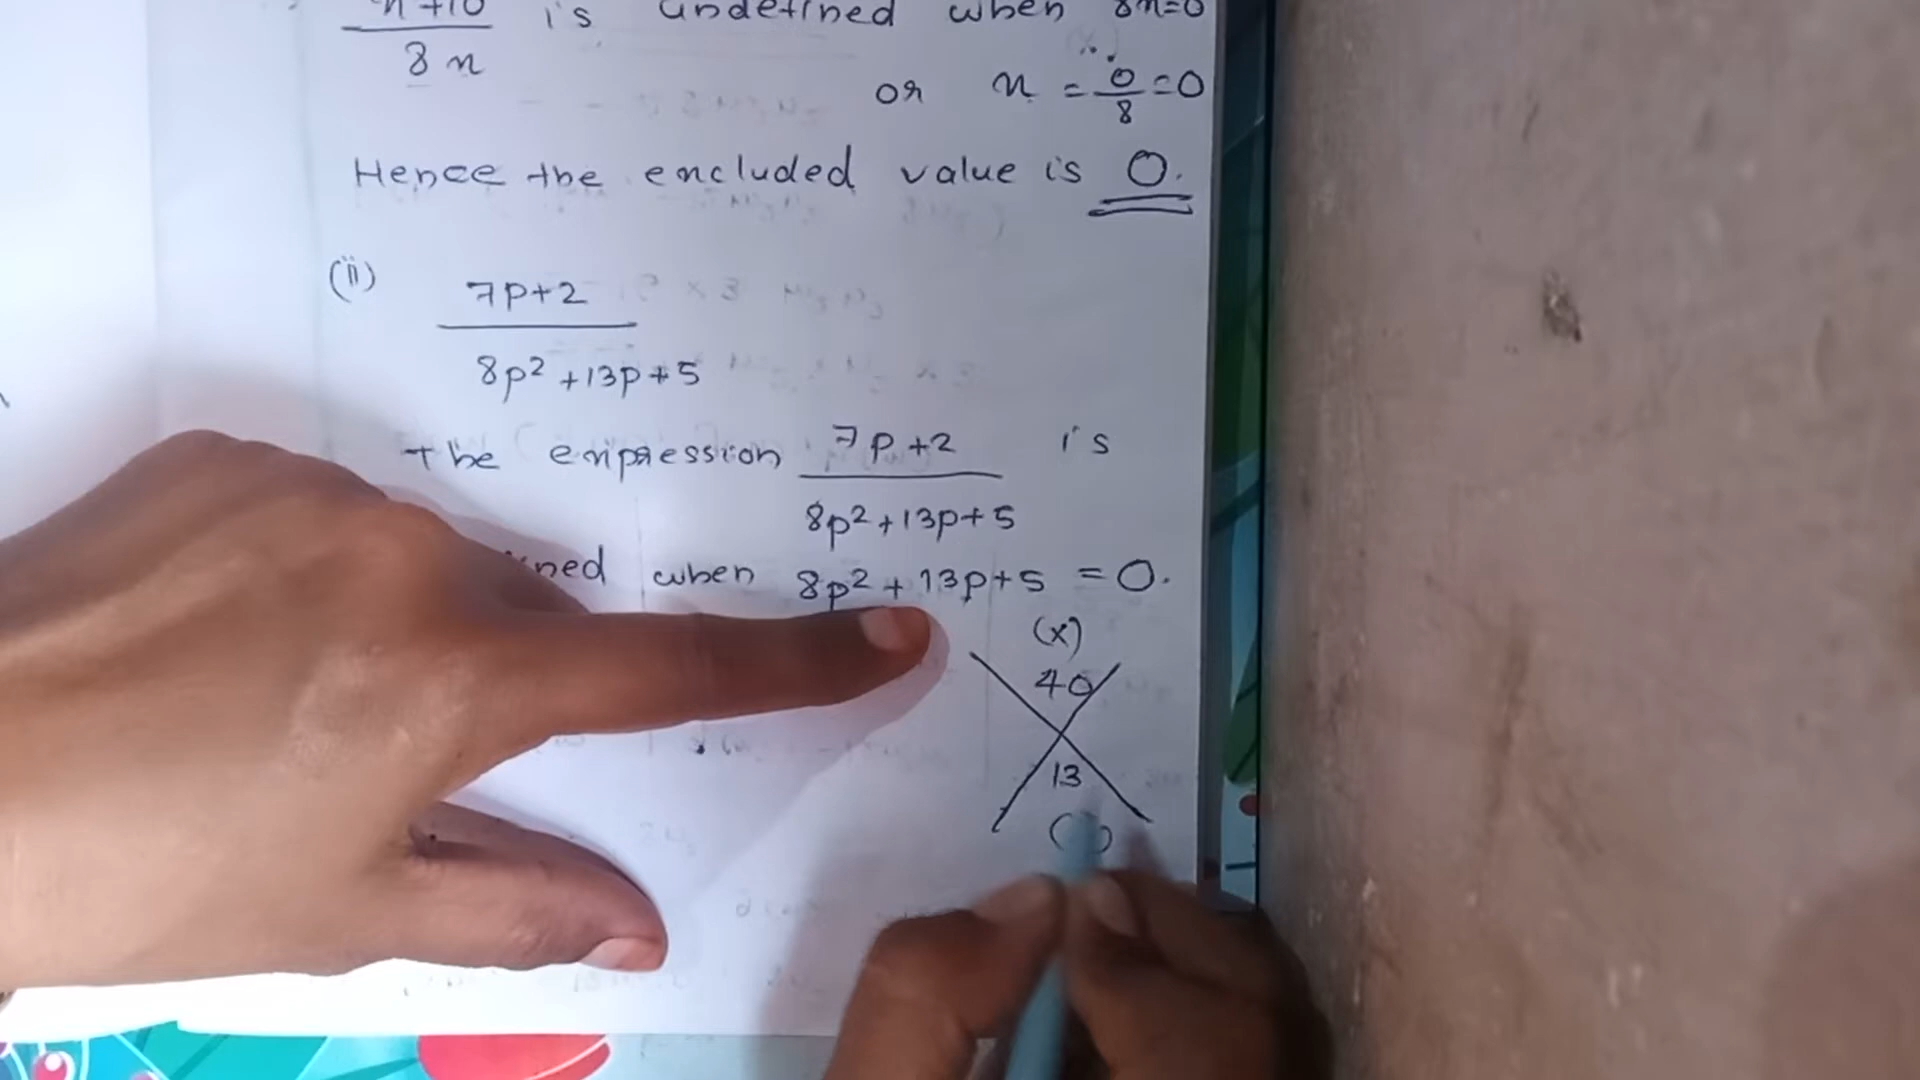 x+10 is undefined when 8x=0
8x
or x = 0/8 = 0
Hence the excluded value is 0.
(ii) 7p+2
8p² +13p+5
The expression 7p+2 is
8p²+13p+5
when 8p² + 13p+5 = 0.
(x)
40
13